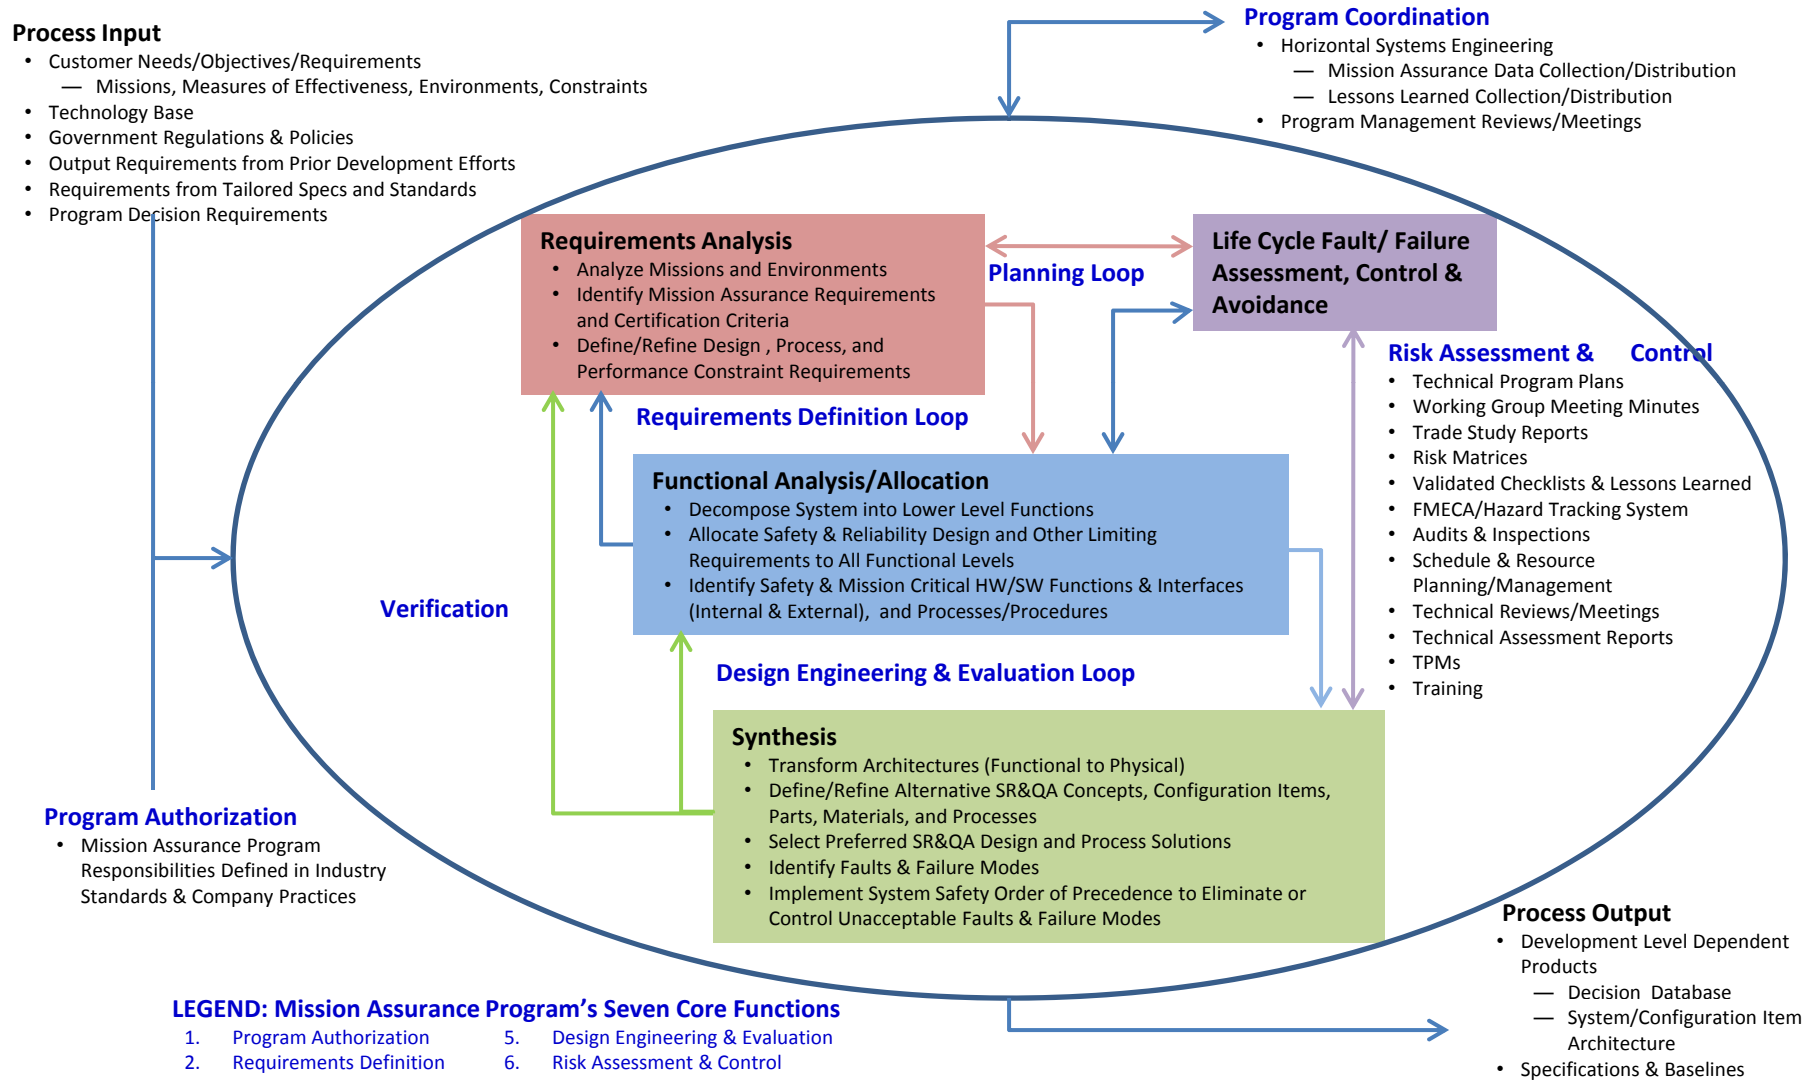 Process Input
• Customer Needs/Objectives/Requirements
— Missions, Measures of Effectiveness, Environments, Constraints
• Technology Base
• Government Regulations & Policies
• Output Requirements from Prior Development Efforts
• Requirements from Tailored Specs and Standards
• Program Decision Requirements
Program Coordination
• Horizontal Systems Engineering
— Mission Assurance Data Collection/Distribution
— Lessons Learned Collection/Distribution
• Program Management Reviews/Meetings
Requirements Analysis
• Analyze Missions and Environments
• Identify Mission Assurance Requirements
and Certification Criteria
• Define/Refine Design , Process, and
Performance Constraint Requirements
Planning Loop
Life Cycle Fault/ Failure
Assessment, Control &
Avoidance
Risk Assessment & Control
• Technical Program Plans
• Working Group Meeting Minutes
• Trade Study Reports
• Risk Matrices
• Validated Checklists & Lessons Learned
• FMECA/Hazard Tracking System
• Audits & Inspections
• Schedule & Resource
Planning/Management
• Technical Reviews/Meetings
• Technical Assessment Reports
• TPMs
• Training
Requirements Definition Loop
Functional Analysis/Allocation
• Decompose System into Lower Level Functions
• Allocate Safety & Reliability Design and Other Limiting
Requirements to All Functional Levels
• Identify Safety & Mission Critical HW/SW Functions & Interfaces
(Internal & External), and Processes/Procedures
Verification
Design Engineering & Evaluation Loop
Synthesis
• Transform Architectures (Functional to Physical)
• Define/Refine Alternative SR&QA Concepts, Configuration Items,
Parts, Materials, and Processes
• Select Preferred SR&QA Design and Process Solutions
• Identify Faults & Failure Modes
• Implement System Safety Order of Precedence to Eliminate or
Control Unacceptable Faults & Failure Modes
Program Authorization
• Mission Assurance Program
Responsibilities Defined in Industry
Standards & Company Practices
Process Output
• Development Level Dependent
Products
— Decision Database
— System/Configuration Item
Architecture
• Specifications & Baselines
LEGEND: Mission Assurance Program's Seven Core Functions
1. Program Authorization
2. Requirements Definition
5. Design Engineering & Evaluation
6. Risk Assessment & Control